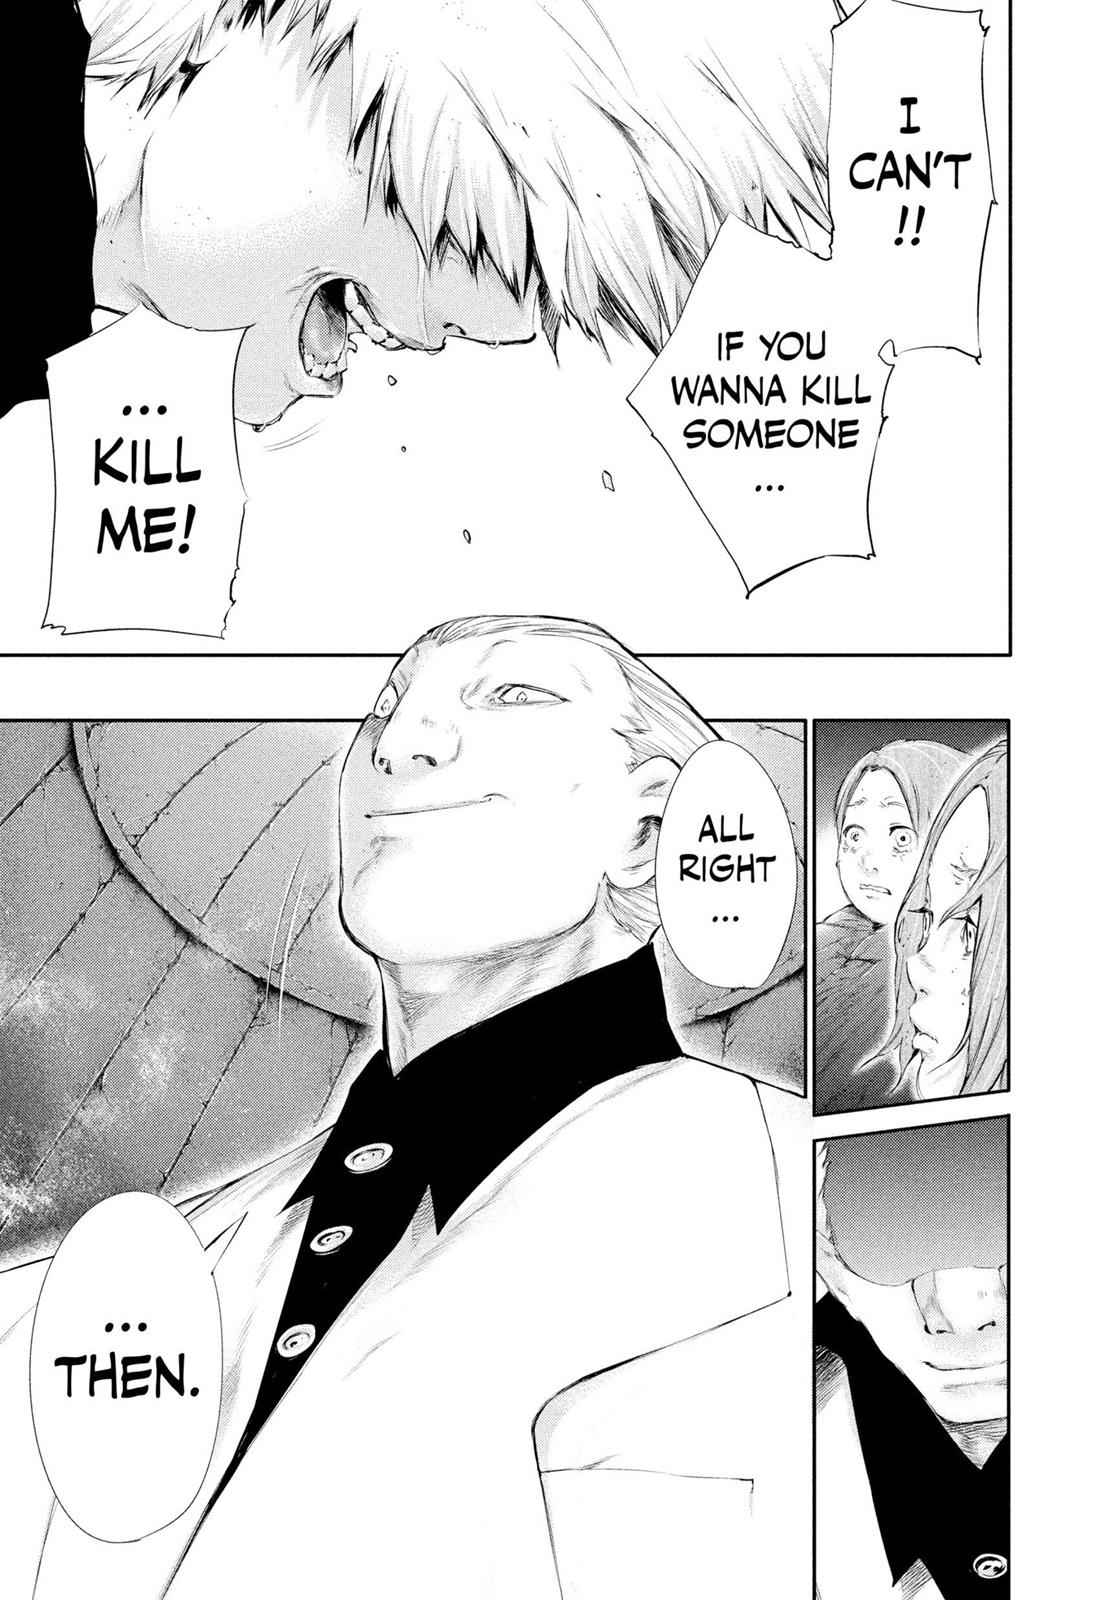 I
CAN'T
!!
IF YOU
WANNA KILL
SOMEONE
...
...
KILL
ME!
ALL
RIGHT
...
...
THEN.